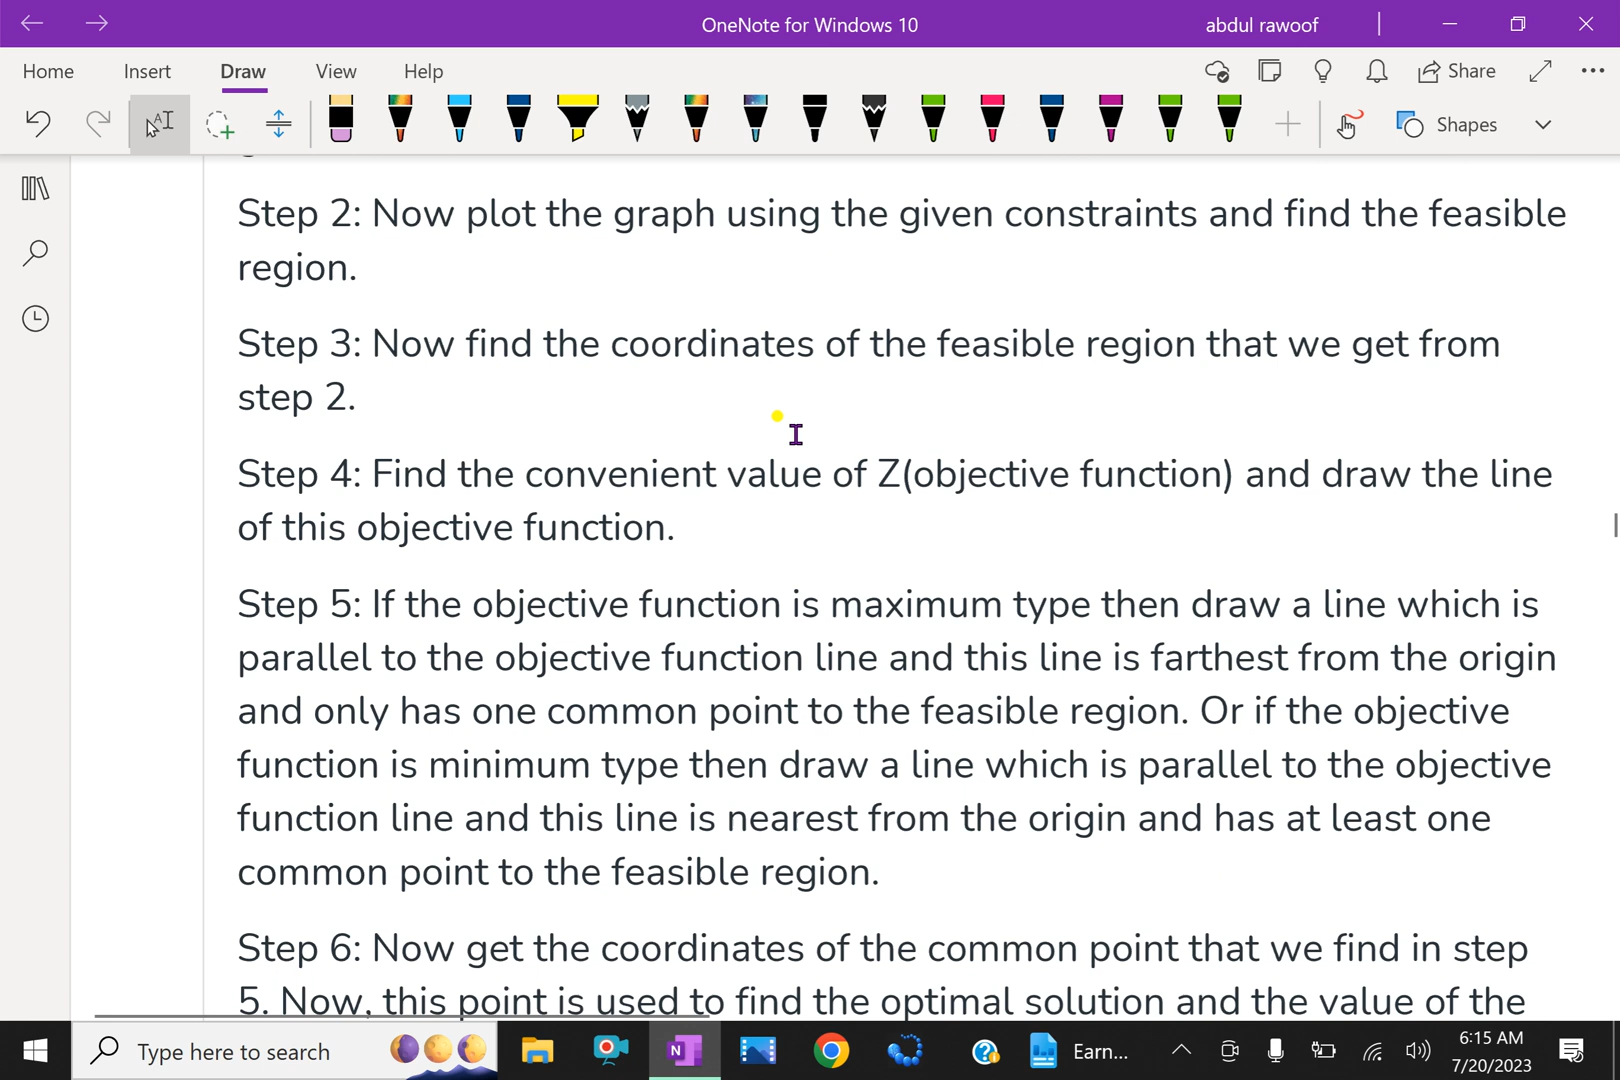 OneNote for Windows 10
abdul rawoof
Home Insert Draw View Help
Share
Shapes
Step 2: Now plot the graph using the given constraints and find the feasible
region.
Step 3: Now find the coordinates of the feasible region that we get from
step 2.
Step 4: Find the convenient value of Z(objective function) and draw the line
of this objective function.
Step 5: If the objective function is maximum type then draw a line which is
parallel to the objective function line and this line is farthest from the origin
and only has one common point to the feasible region. Or if the objective
function is minimum type then draw a line which is parallel to the objective
function line and this line is nearest from the origin and has at least one
common point to the feasible region.
Step 6: Now get the coordinates of the common point that we find in step
5. Now, this point is used to find the optimal solution and the value of the
Type here to search
Earn...
6:15 AM
7/20/2023